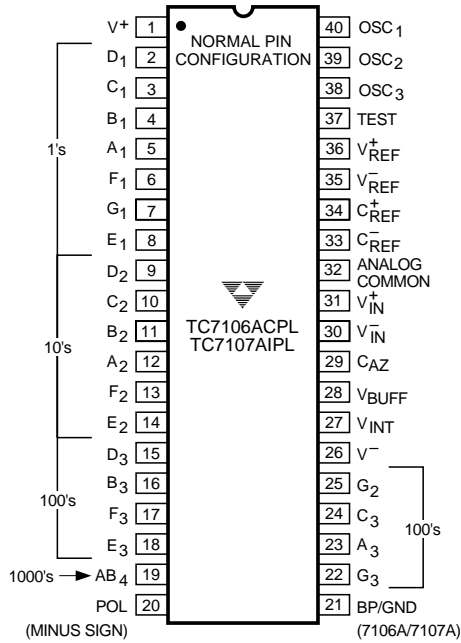 V+ 1
D1 2
C1 3
B1 4
A1 5
F1 6
G1 7
E1 8
D2 9
C2 10
B2 11
A2 12
F2 13
E2 14
D3 15
B3 16
F3 17
E3 18
1000's AB4 19
POL 20
(MINUS SIGN)
1's
10's
100's
NORMAL PIN
CONFIGURATION
TC7106ACPL
TC7107AIPL
40 OSC1
39 OSC2
38 OSC3
37 TEST
36 V+REF
35 V–REF
34 C+REF
33 C–REF
32 ANALOG
COMMON
31 V+IN
30 V–IN
29 CAZ
28 VBUFF
27 VINT
26 V–
25 G2
24 C3
23 A3
22 G3
100's
21 BP/GND
(7106A/7107A)